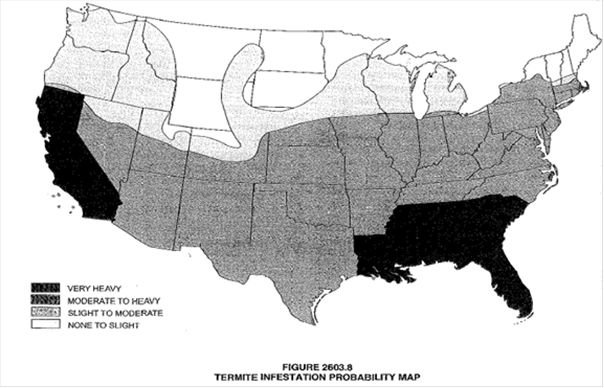 VERY HEAVY
MODERATE TO HEAVY
SLIGHT TO MODERATE
NONE TO SLIGHT
FIGURE 2603.8
TERMITE INFESTATION PROBABILITY MAP